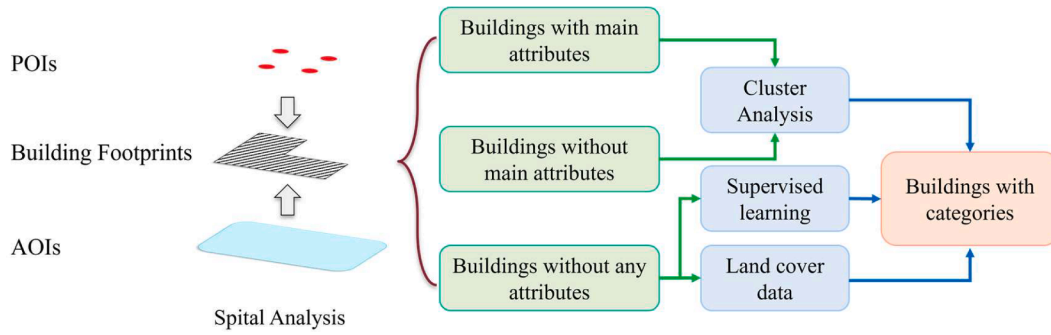 POIs
Building Footprints
AOIs
Spital Analysis
Buildings with main
attributes
Buildings without
main attributes
Buildings without any
attributes
Cluster
Analysis
Supervised
learning
Land cover
data
Buildings with
categories